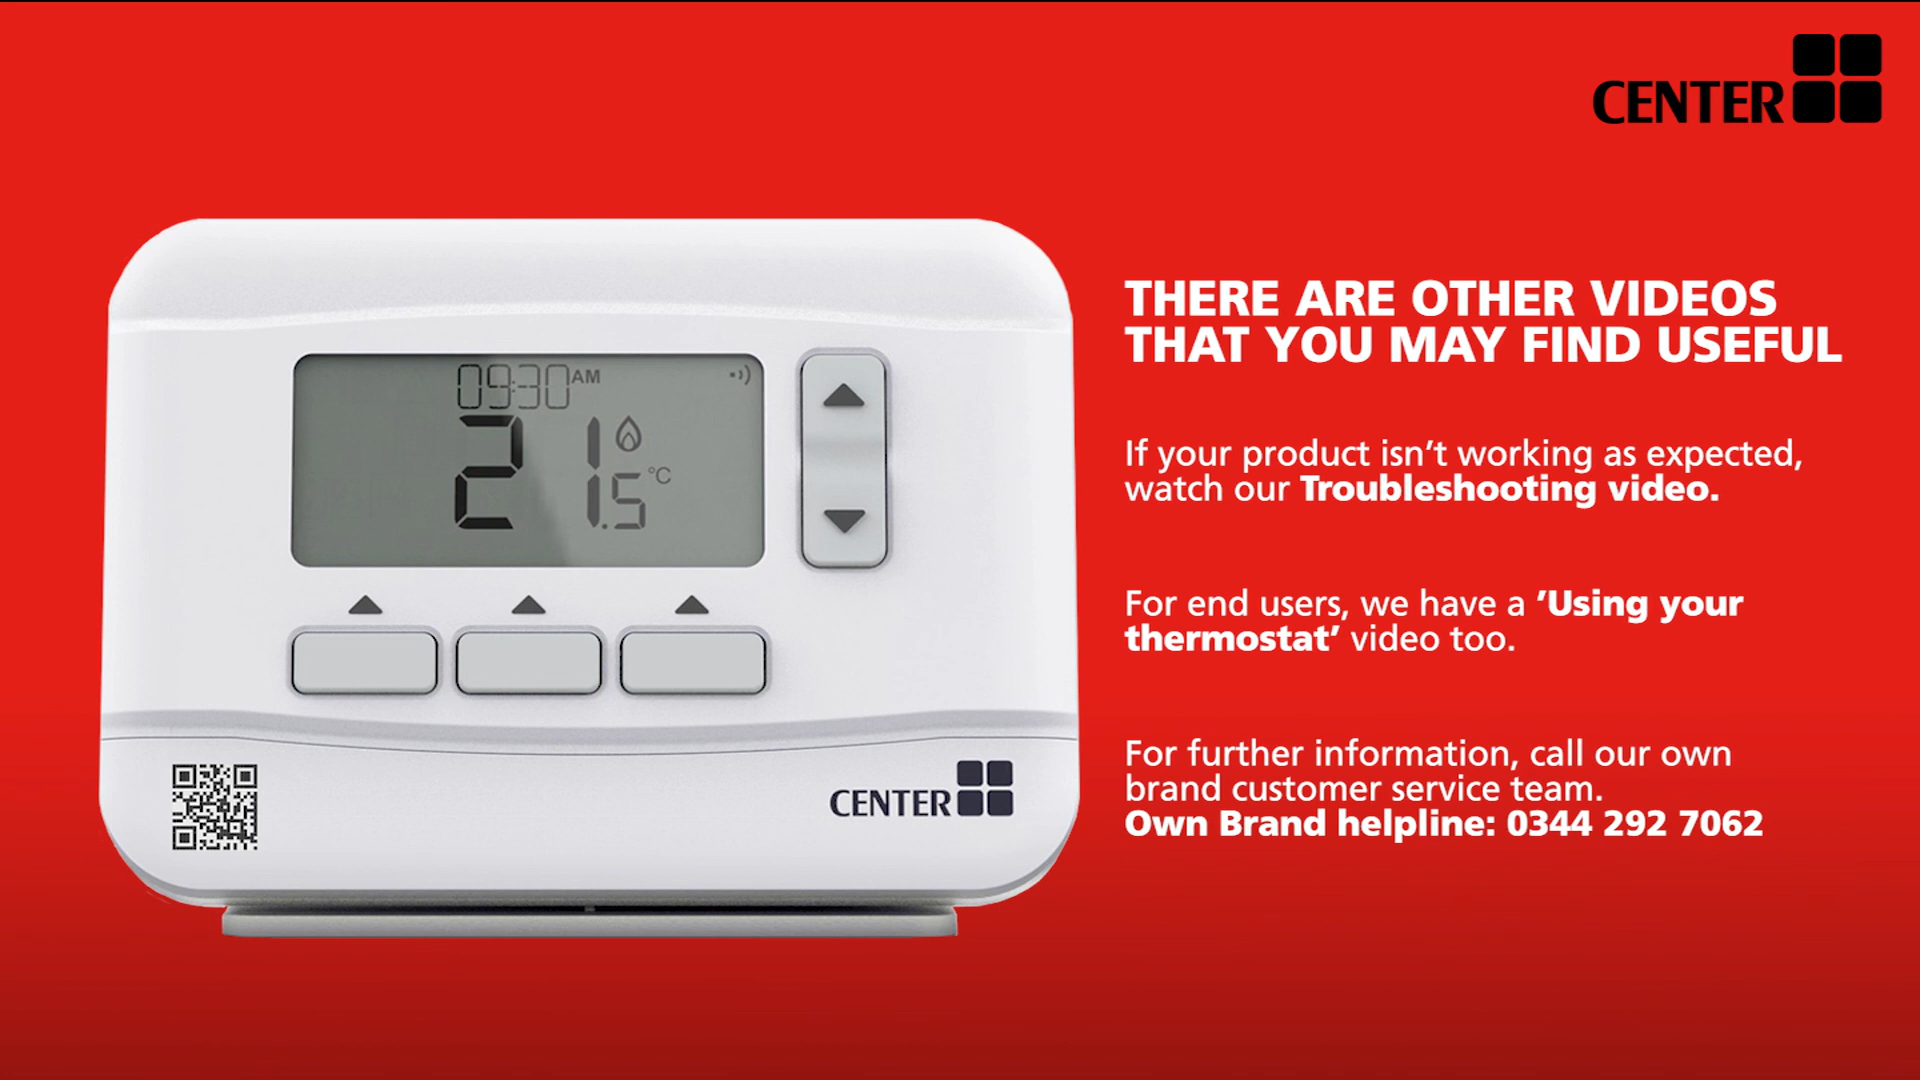 CENTER
THERE ARE OTHER VIDEOS
THAT YOU MAY FIND USEFUL
If your product isn't working as expected,
watch our Troubleshooting video.
For end users, we have a ’Using your
thermostat’ video too.
For further information, call our own
brand customer service team.
Own Brand helpline: 0344 292 7062
09:30 AM
21.5 °C
CENTER